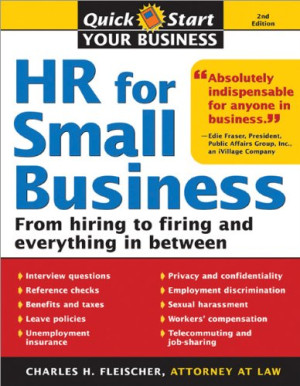 Quick Start
YOUR BUSINESS
2nd
Edition
HR for
Small
Business
“Absolutely
indispensable
for anyone in
business.”
—Edie Fraser, President,
Public Affairs Group, Inc.,
an iVillage Company
From hiring to firing and
everything in between
• Interview questions
• Reference checks
• Benefits and taxes
• Leave policies
• Unemployment
insurance
• Privacy and confidentiality
• Employment discrimination
• Sexual harassment
• Workers' compensation
• Telecommuting and
job-sharing
CHARLES H. FLEISCHER, ATTORNEY AT LAW